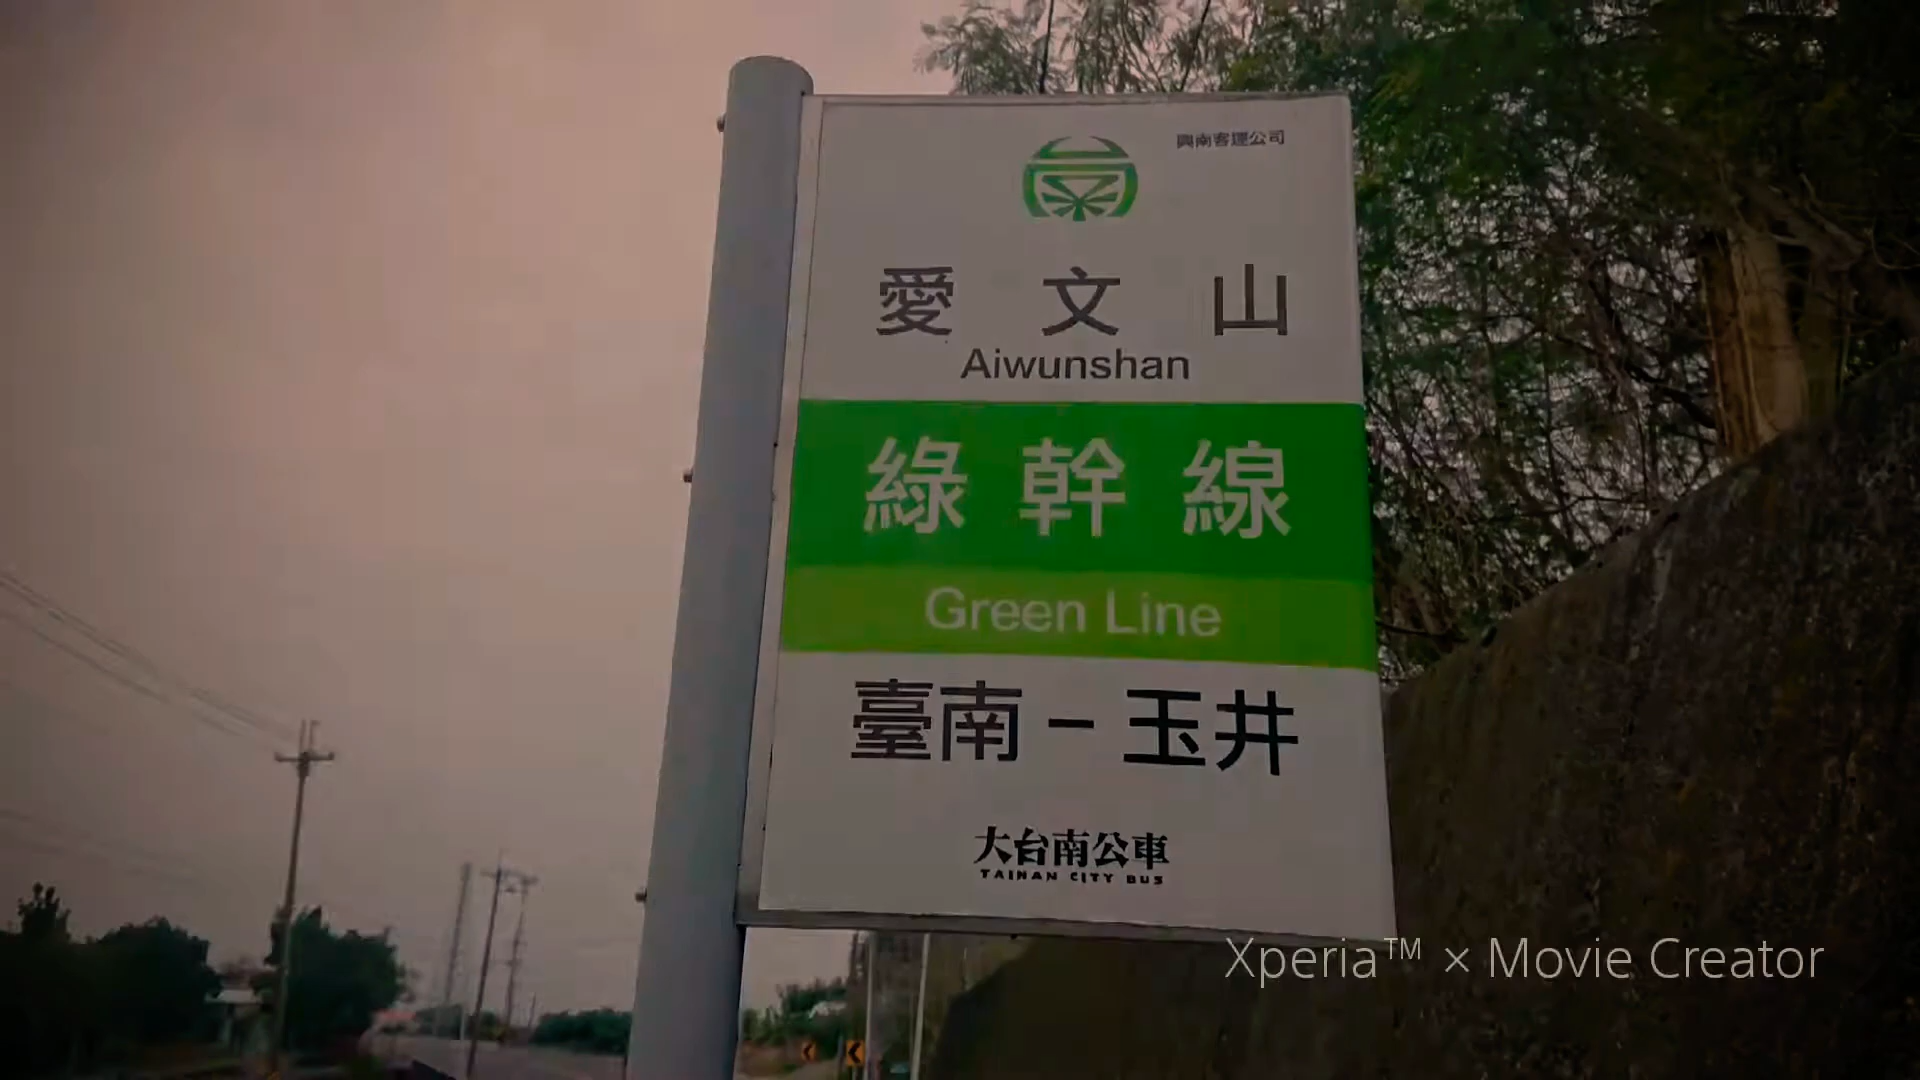 興南客運公司
愛文山
Aiwunshan
綠幹線
Green Line
臺南-玉井
大台南公車
TAINAN CITY BUS
Xperia™ × Movie Creator